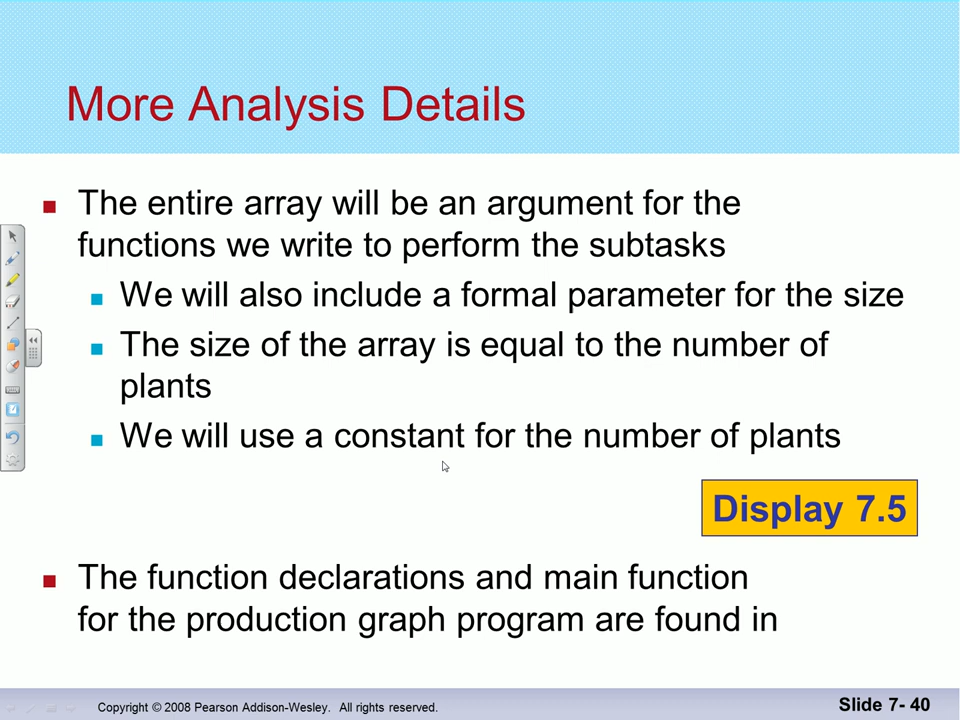 More Analysis Details
The entire array will be an argument for the
functions we write to perform the subtasks
We will also include a formal parameter for the size
The size of the array is equal to the number of
plants
We will use a constant for the number of plants
Display 7.5
The function declarations and main function
for the production graph program are found in
Copyright © 2008 Pearson Addison-Wesley. All rights reserved.
Slide 7- 40